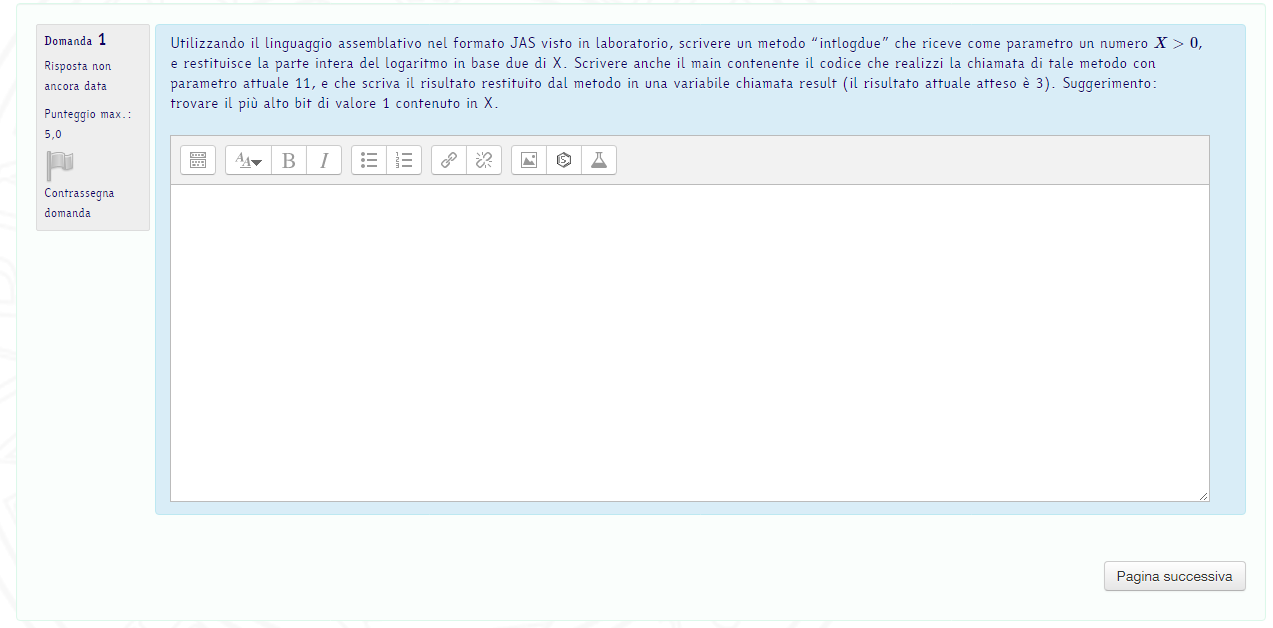 Domanda 1
Risposta non
ancora data
Punteggio max.:
5,0
Contrassegna
domanda
Utilizzando il linguaggio assemblativo nel formato JAS visto in laboratorio, scrivere un metodo “intlogdue” che riceve come parametro un numero X > 0,
e restituisce la parte intera del logaritmo in base due di X. Scrivere anche il main contenente il codice che realizzi la chiamata di tale metodo con
parametro attuale 11, e che scriva il risultato restituito dal metodo in una variabile chiamata result (il risultato attuale atteso è 3). Suggerimento:
trovare il più alto bit di valore 1 contenuto in X.
Pagina successiva